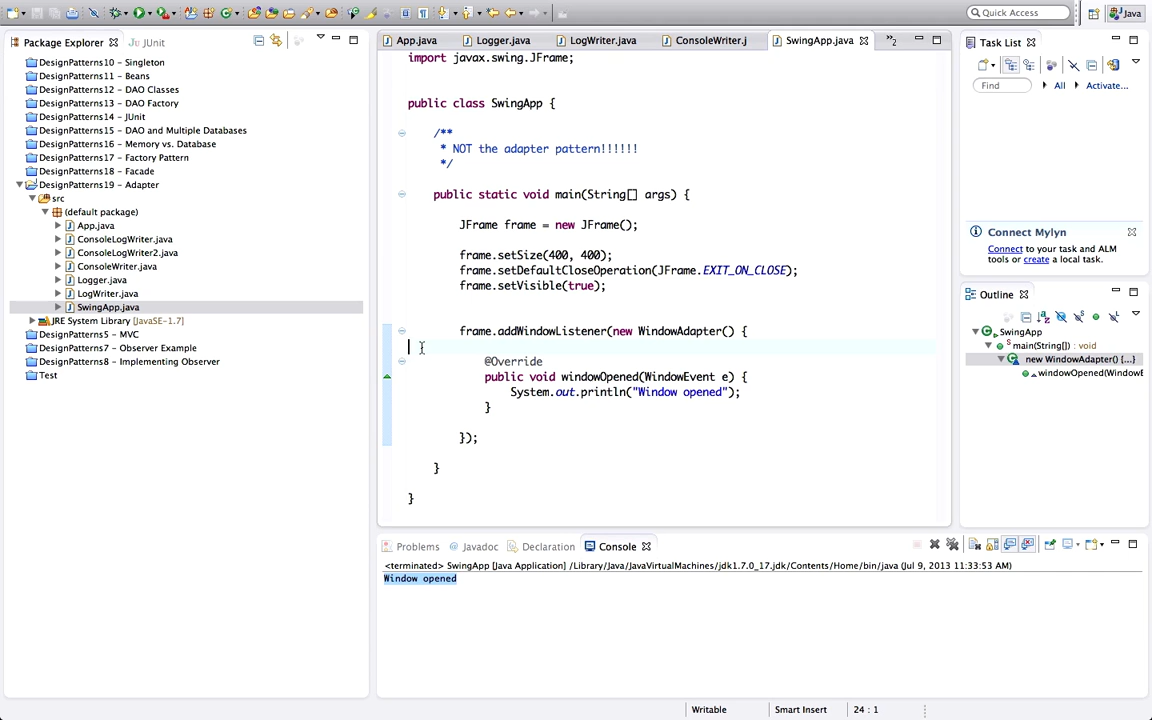 Quick Access
Java
Package Explorer
JUnit
DesignPatterns10 - Singleton
DesignPatterns11 - Beans
DesignPatterns12 - DAO Classes
DesignPatterns13 - DAO Factory
DesignPatterns14 - JUnit
DesignPatterns15 - DAO and Multiple Databases
DesignPatterns16 - Memory vs. Database
DesignPatterns17 - Factory Pattern
DesignPatterns18 - Facade
DesignPatterns19 - Adapter
src
(default package)
App.java
ConsoleLogWriter.java
ConsoleLogWriter2.java
ConsoleWriter.java
Logger.java
LogWriter.java
SwingApp.java
JRE System Library [JavaSE-1.7]
DesignPatterns5 - MVC
DesignPatterns7 - Observer Example
DesignPatterns8 - Implementing Observer
Test
App.java
Logger.java
LogWriter.java
ConsoleWriter.j
SwingApp.java
»2
import javax.swing.JFrame;
public class SwingApp {
/**
* NOT the adapter pattern!!!!!!
*/
public static void main(String[] args) {
JFrame frame = new JFrame();
frame.setSize(400, 400);
frame.setDefaultCloseOperation(JFrame.EXIT_ON_CLOSE);
frame.setVisible(true);
frame.addWindowListener(new WindowAdapter() {
@Override
public void windowOpened(WindowEvent e) {
System.out.println("Window opened");
}
});
}
}
Problems
Javadoc
Declaration
Console
<terminated> SwingApp [Java Application] /Library/Java/JavaVirtualMachines/jdk1.7.0_17.jdk/Contents/Home/bin/java (Jul 9, 2013 11:33:53 AM)
Window opened
Task List
Find
All
Activate...
Connect Mylyn
Connect to your task and ALM
tools or create a local task.
Outline
SwingApp
main(String[]) : void
new WindowAdapter() {...}
windowOpened(WindowE
Writable
Smart Insert
24 : 1